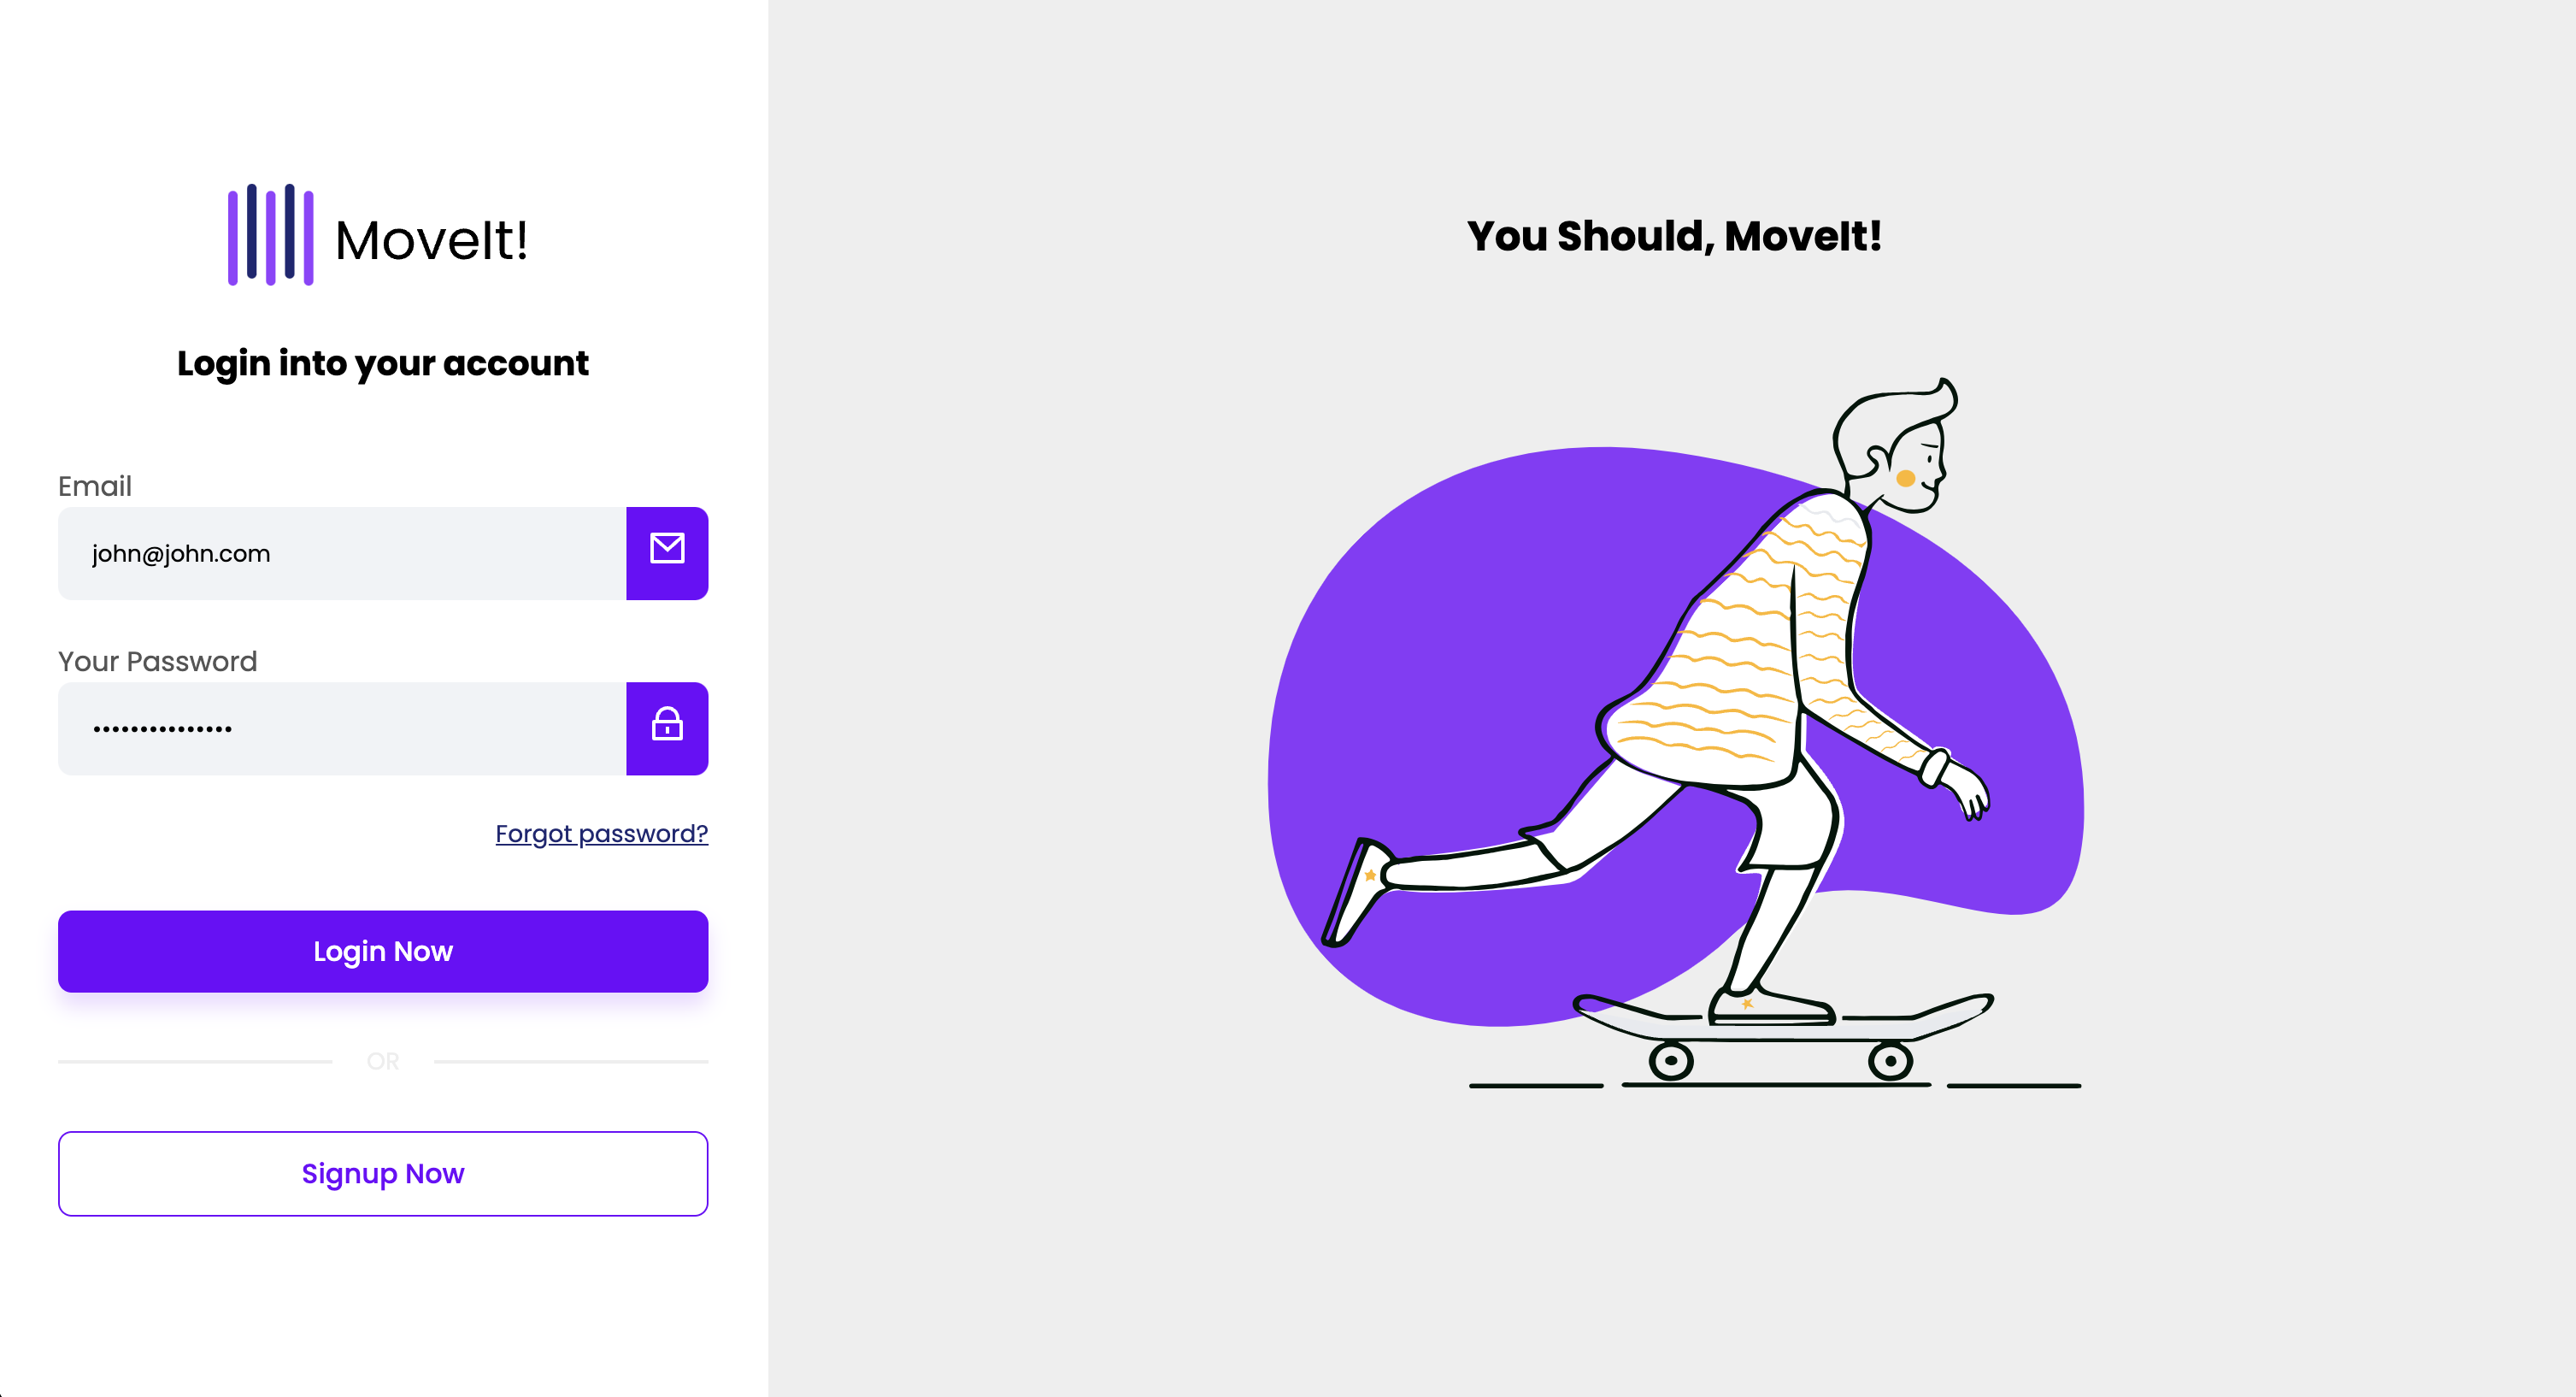 MoveIt!
Login into your account
Email
john@john.com
Your Password
•••••••••••••••
Forgot password?
Login Now
OR
Signup Now
You Should, MoveIt!